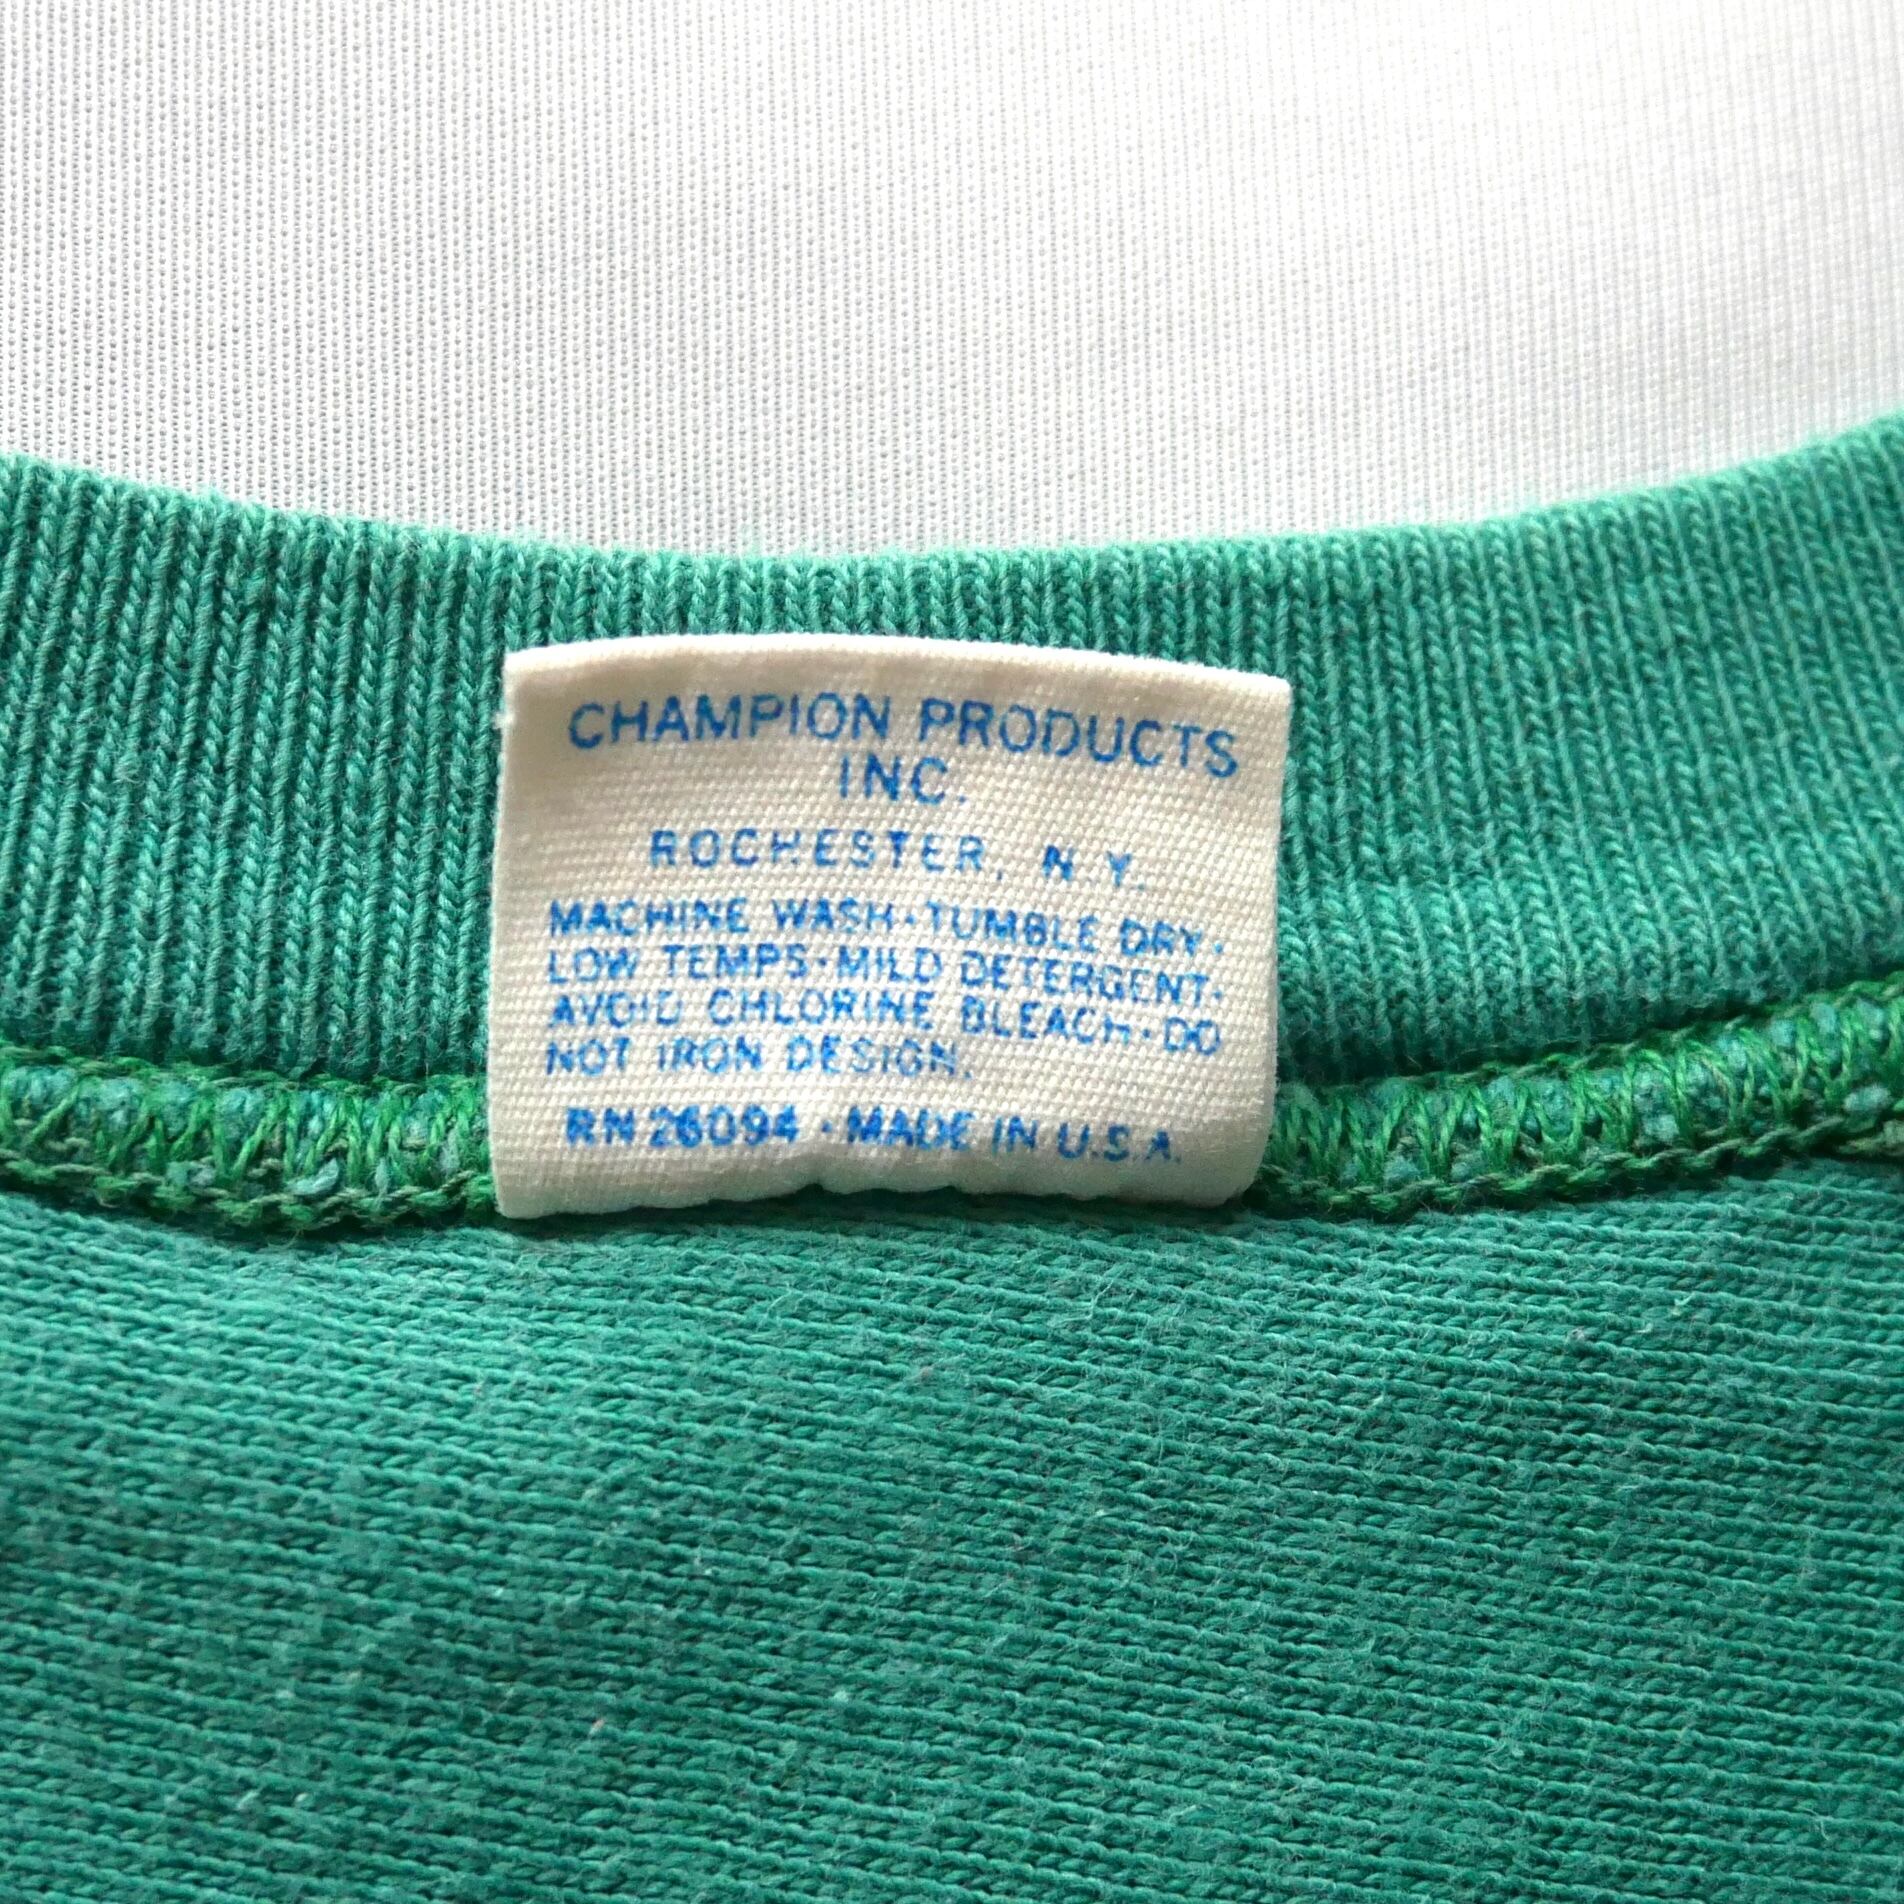 CHAMPION PRODUCTS
INC.
ROCHESTER, N.Y.
MACHINE WASH·TUMBLE DRY·
LOW TEMPS·MILD DETERGENT·
AVOID CHLORINE BLEACH·DO
NOT IRON DESIGN.
RN 26094 · MADE IN U.S.A.